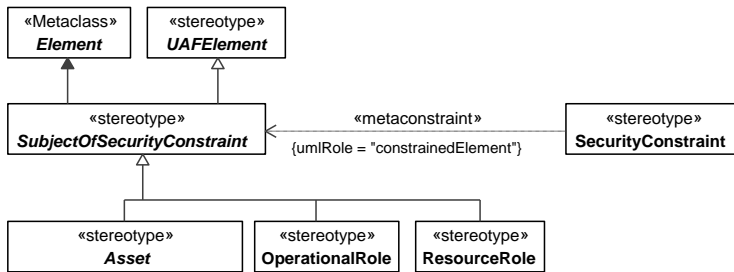 «Metaclass»
Element
«stereotype»
UAFElement
«stereotype»
SubjectOfSecurityConstraint
«metaconstraint»
{umlRole = "constrainedElement"}
«stereotype»
SecurityConstraint
«stereotype»
Asset
«stereotype»
OperationalRole
«stereotype»
ResourceRole